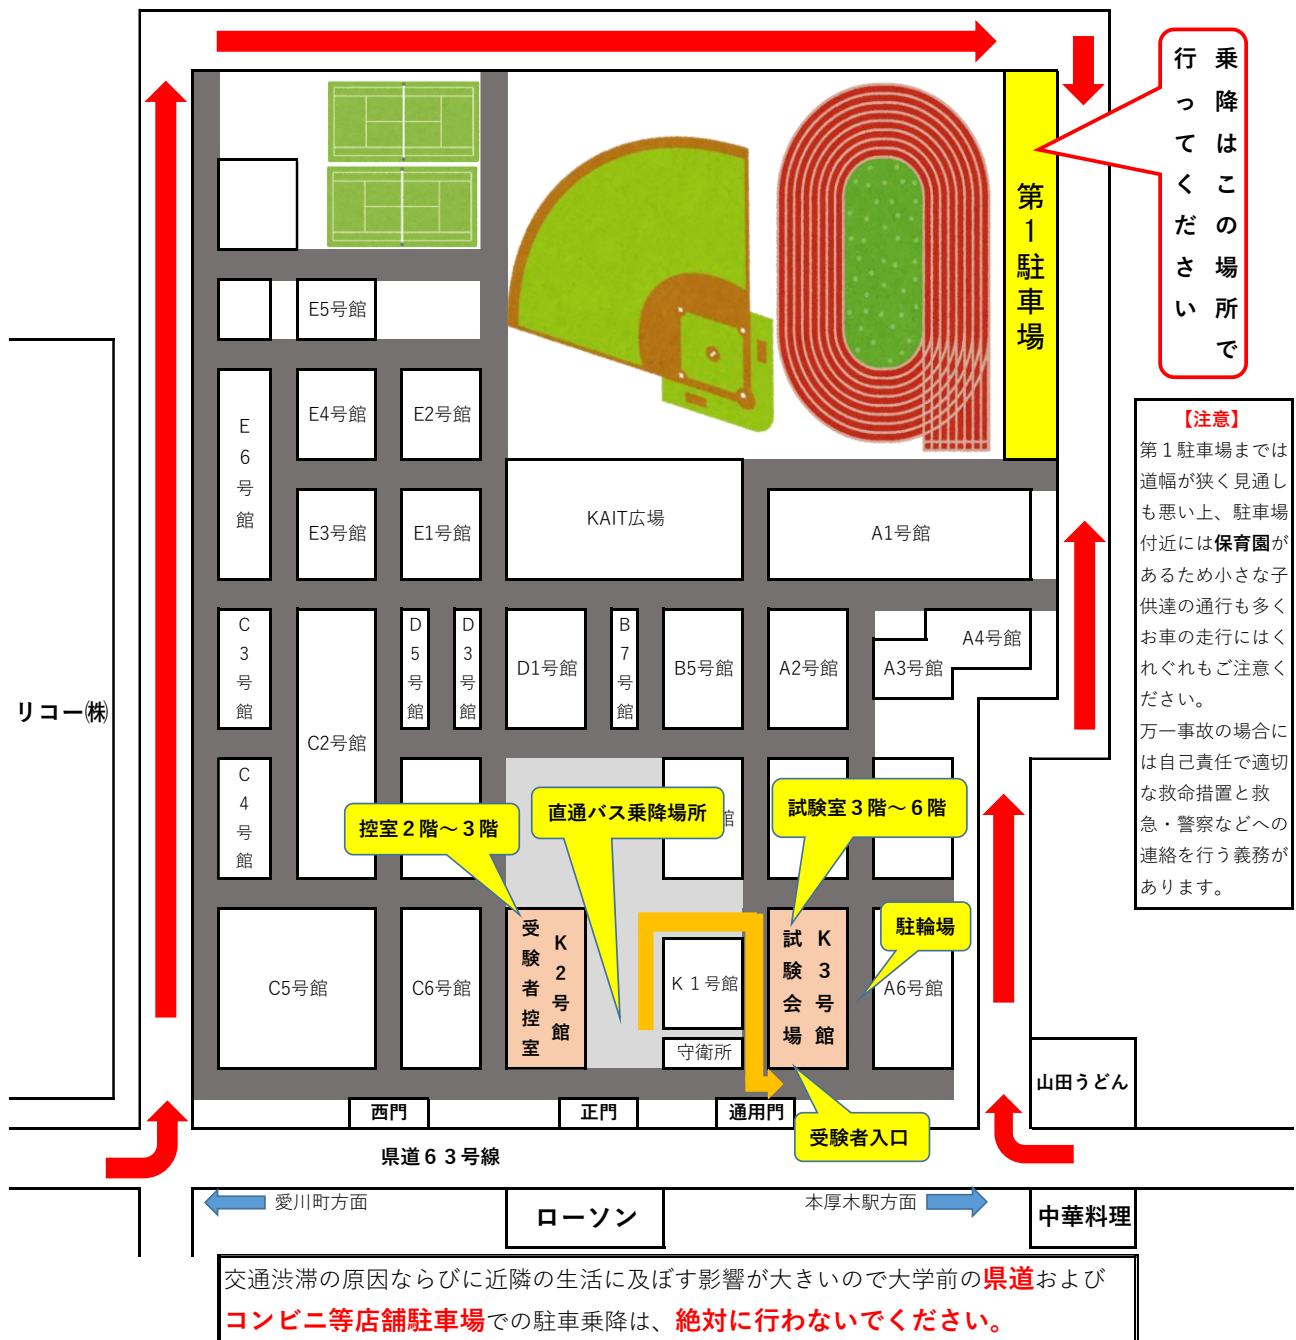 乗降はこの場所で
行ってください
第1駐車場
E5号館
E6号館
E4号館
E2号館
E3号館
E1号館
KAIT広場
A1号館
【注意】
第１駐車場までは
道幅が狭く見通し
も悪い上、駐車場
付近には保育園が
あるため小さな子
供達の通行も多く
お車の走行にはく
れぐれもご注意く
ださい。
万一事故の場合に
は自己責任で適切
な救命措置と救
急・警察などへの
連絡を行う義務が
あります。
リコー㈱
C3号館
C2号館
D5号館
D3号館
D1号館
B7号館
B5号館
A2号館
A3号館
A4号館
C4号館
控室２階～３階
直通バス乗降場所
館
試験室３階～６階
駐輪場
C5号館
C6号館
K2号館
受験者控室
K１号館
守衛所
K3号館
試験会場
A6号館
山田うどん
西門
正門
通用門
受験者入口
県道６３号線
愛川町方面
ローソン
本厚木駅方面
中華料理
交通渋滞の原因ならびに近隣の生活に及ぼす影響が大きいので大学前の県道および
コンビニ等店舗駐車場での駐車乗降は、絶対に行わないでください。